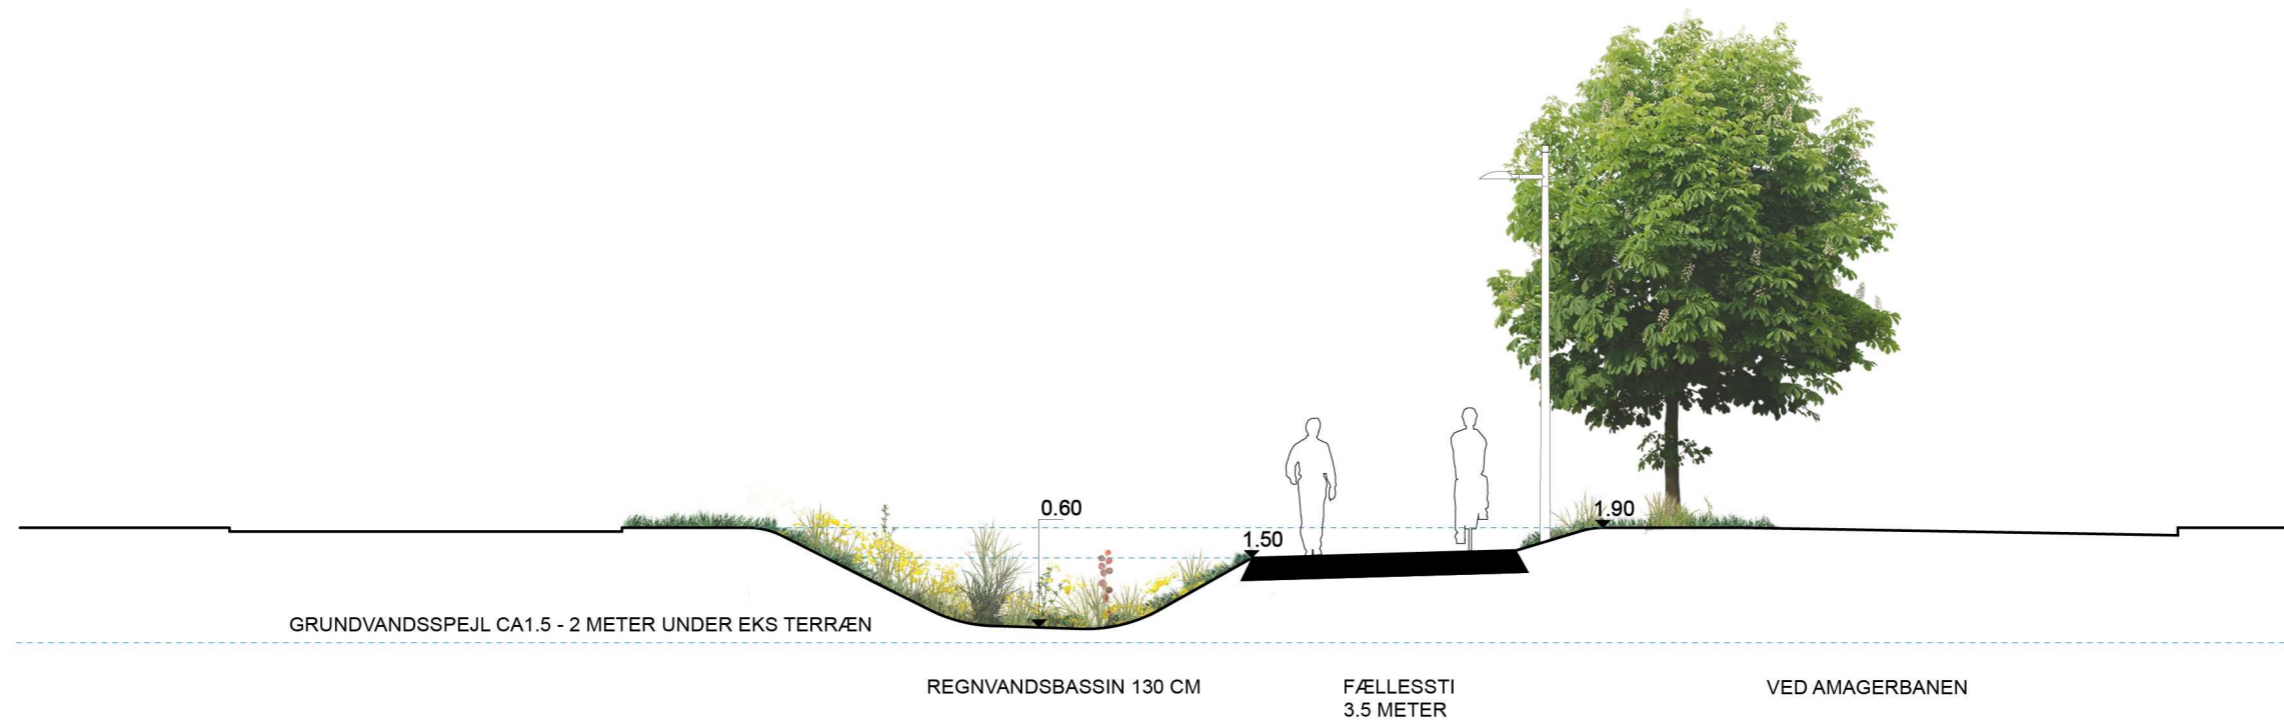 0.60
1.90
1.50
GRUNDVANDSSPEJL CA1.5 - 2 METER UNDER EKS TERRÆN
REGNVANDSBASSIN 130 CM
FÆLLESSTI
3.5 METER
VED AMAGERBANEN